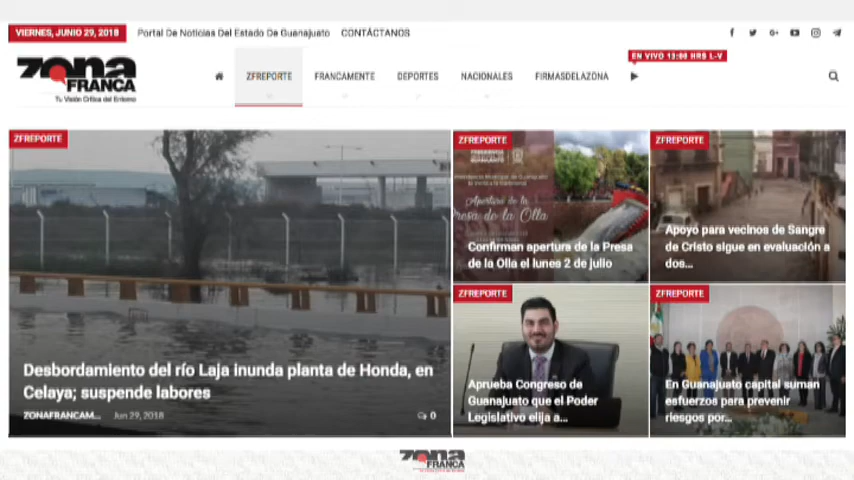 VIERNES, JUNIO 29, 2018
Portal De Noticias Del Estado De Guanajuato
CONTÁCTANOS
ZONA
FRANCA
Tu Visión Crítica del Entorno
ZFREPORTE
FRANCAMENTE
DEPORTES
NACIONALES
FIRMASDELAZONA
EN VIVO 13:00 HRS L-V
ZFREPORTE
Desbordamiento del río Laja inunda planta de Honda, en
Celaya; suspende labores
ZONAFRANCAM...
Jun 29, 2018
0
ZFREPORTE
Apertura de la
Presa de la Olla
Confirman apertura de la Presa
de la Olla el lunes 2 de julio
ZFREPORTE
Apoyo para vecinos de Sangre
de Cristo sigue en evaluación a
dos...
ZFREPORTE
Aprueba Congreso de
Guanajuato que el Poder
Legislativo elija a...
ZFREPORTE
En Guanajuato capital suman
esfuerzos para prevenir
riesgos por...
ZONA
FRANCA